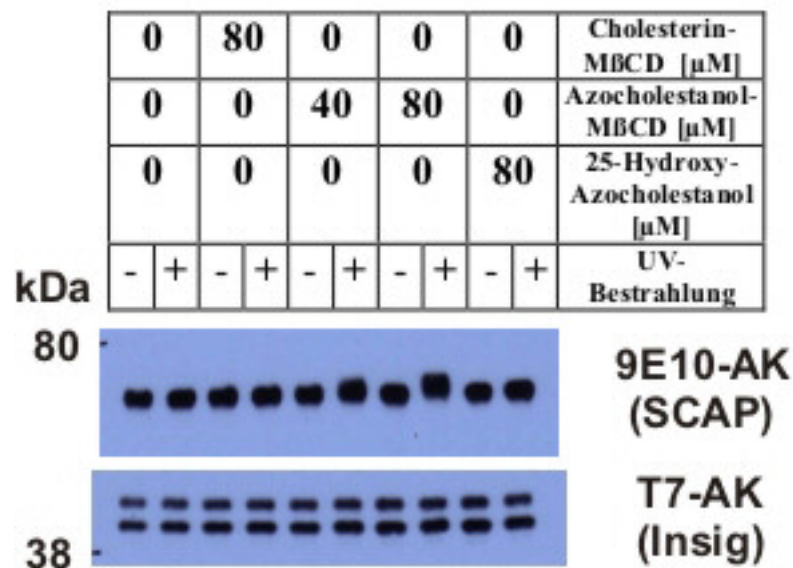 0 80 0 0 0 Cholesterin-
MßCD [µM]
0 0 40 80 0 Azocholestanol-
MßCD [µM]
0 0 0 0 80 25-Hydroxy-
Azocholestanol
[µM]
- + - + - + - + - + UV-
Bestrahlung
kDa
80
9E10-AK
(SCAP)
T7-AK
(Insig)
38